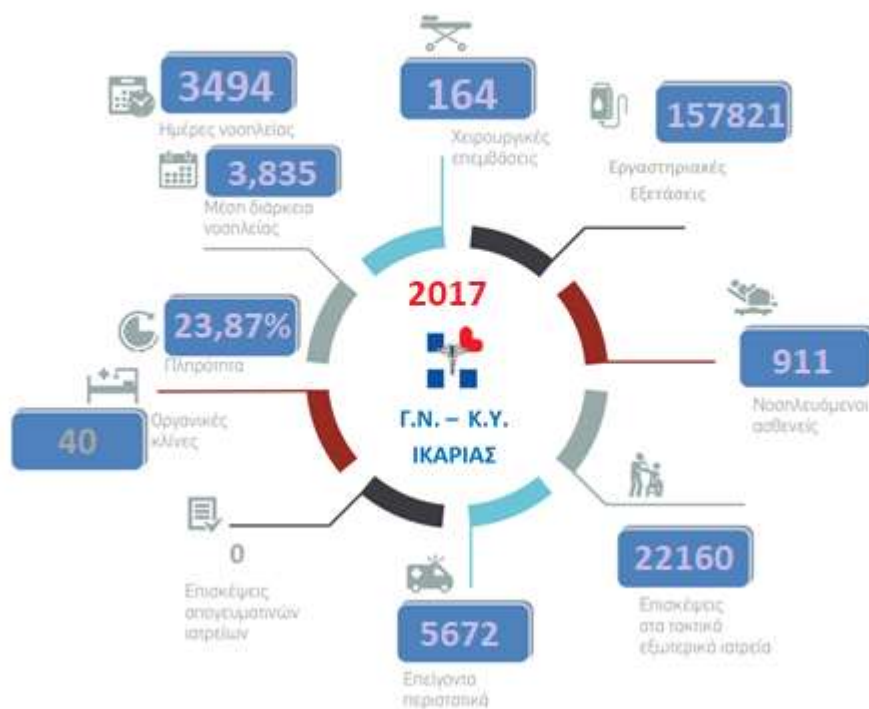 3494
Ημέρες νοσηλείας
3,835
Μέση διάρκεια
νοσηλείας
23,87%
Πληρότητα
Οργανικές
κλίνες
40
0
Επισκέψεις
απογευματινών
ιατρείων
164
Χειρουργικές
επεμβάσεις
157821
Εργαστηριακές
Εξετάσεις
2017
Γ.Ν. – Κ.Υ.
ΙΚΑΡΙΑΣ
911
Νοσηλευόμενοι
ασθενείς
22160
Επισκέψεις
στα τακτικά
εξωτερικά ιατρεία
5672
Επείγοντα
περιστατικά